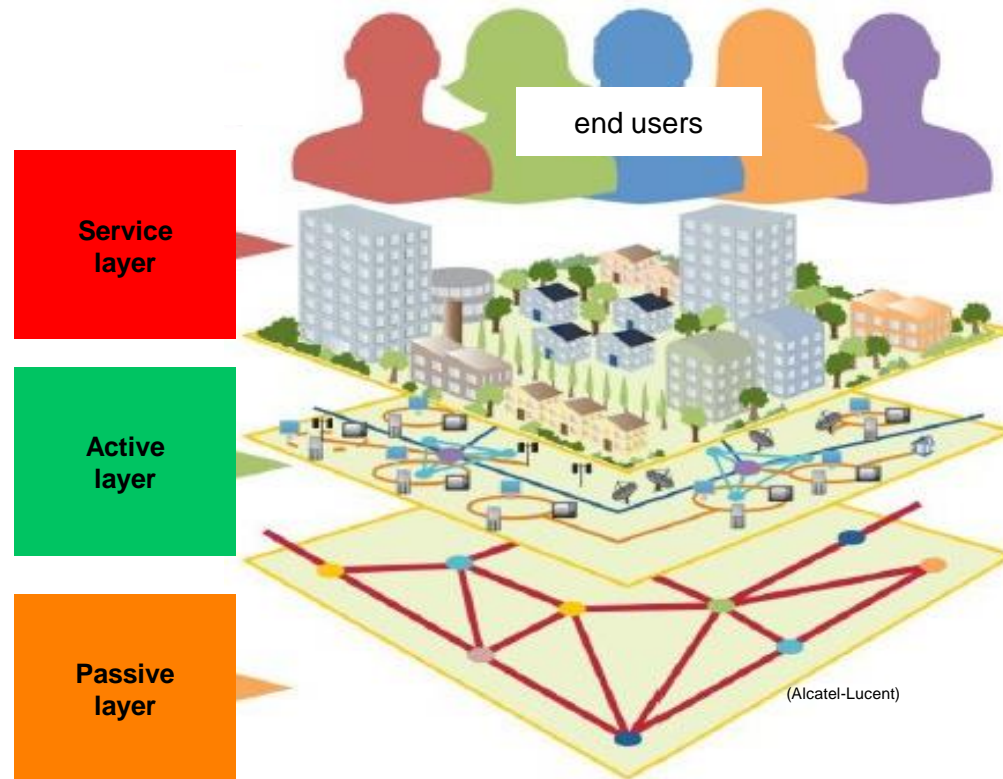 end users
Service
layer
Active
layer
Passive
layer
(Alcatel-Lucent)